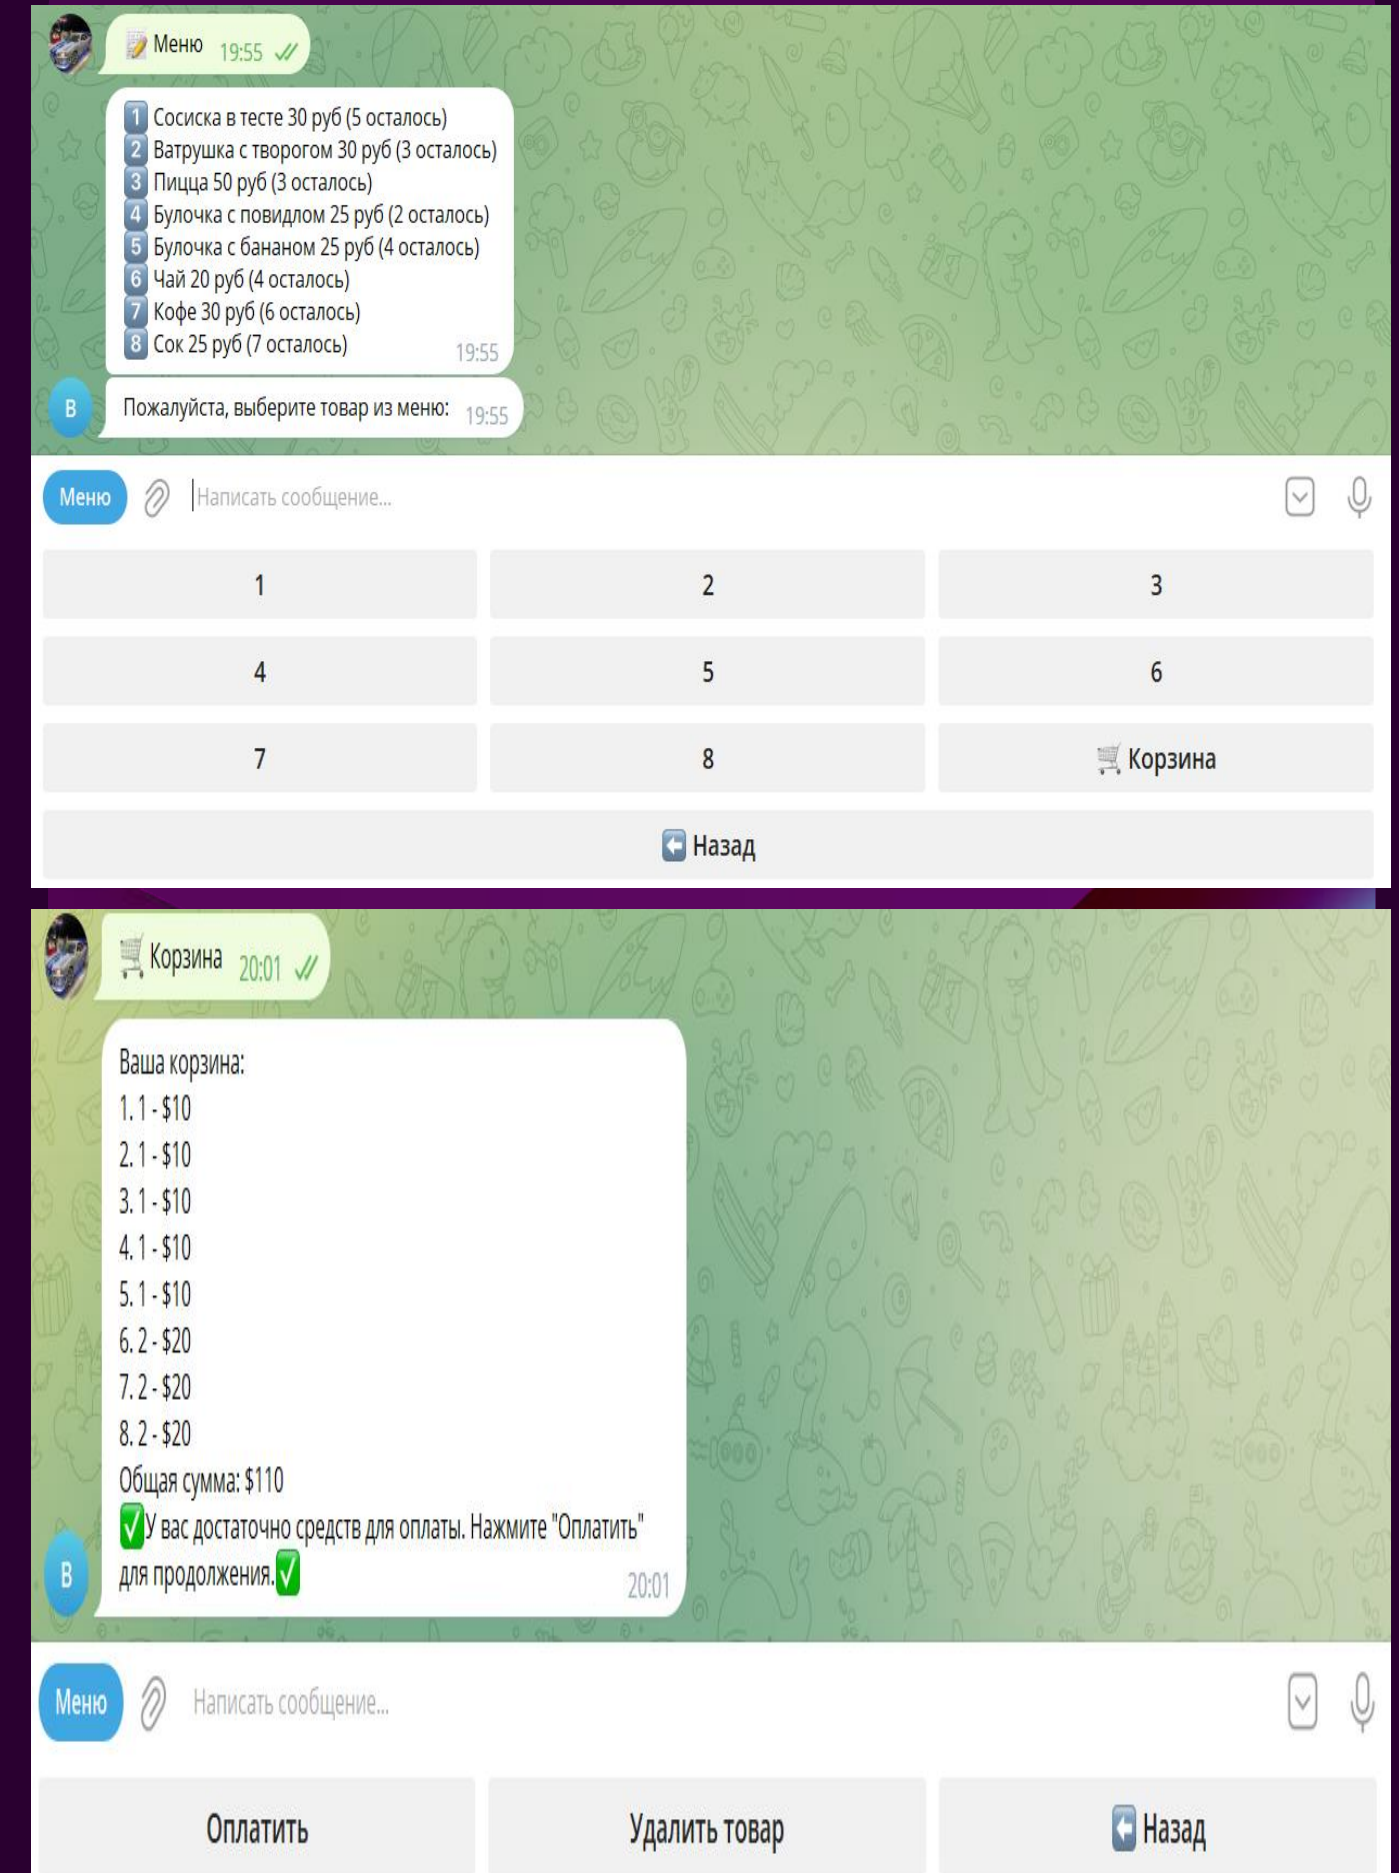 📝 Меню 19:55
1 Сосиска в тесте 30 руб (5 осталось)
2 Ватрушка с творогом 30 руб (3 осталось)
3 Пицца 50 руб (3 осталось)
4 Булочка с повидлом 25 руб (2 осталось)
5 Булочка с бананом 25 руб (4 осталось)
6 Чай 20 руб (4 осталось)
7 Кофе 30 руб (6 осталось)
8 Сок 25 руб (7 осталось) 19:55
В Пожалуйста, выберите товар из меню: 19:55
Меню Написать сообщение...
1 2 3
4 5 6
7 8 🛒 Корзина
⬅️ Назад
🛒 Корзина 20:01
Ваша корзина:
1. 1 - $10
2. 1 - $10
3. 1 - $10
4. 1 - $10
5. 1 - $10
6. 2 - $20
7. 2 - $20
8. 2 - $20
Общая сумма: $110
✅У вас достаточно средств для оплаты. Нажмите "Оплатить"
В для продолжения.✅ 20:01
Меню Написать сообщение...
Оплатить Удалить товар ⬅️ Назад